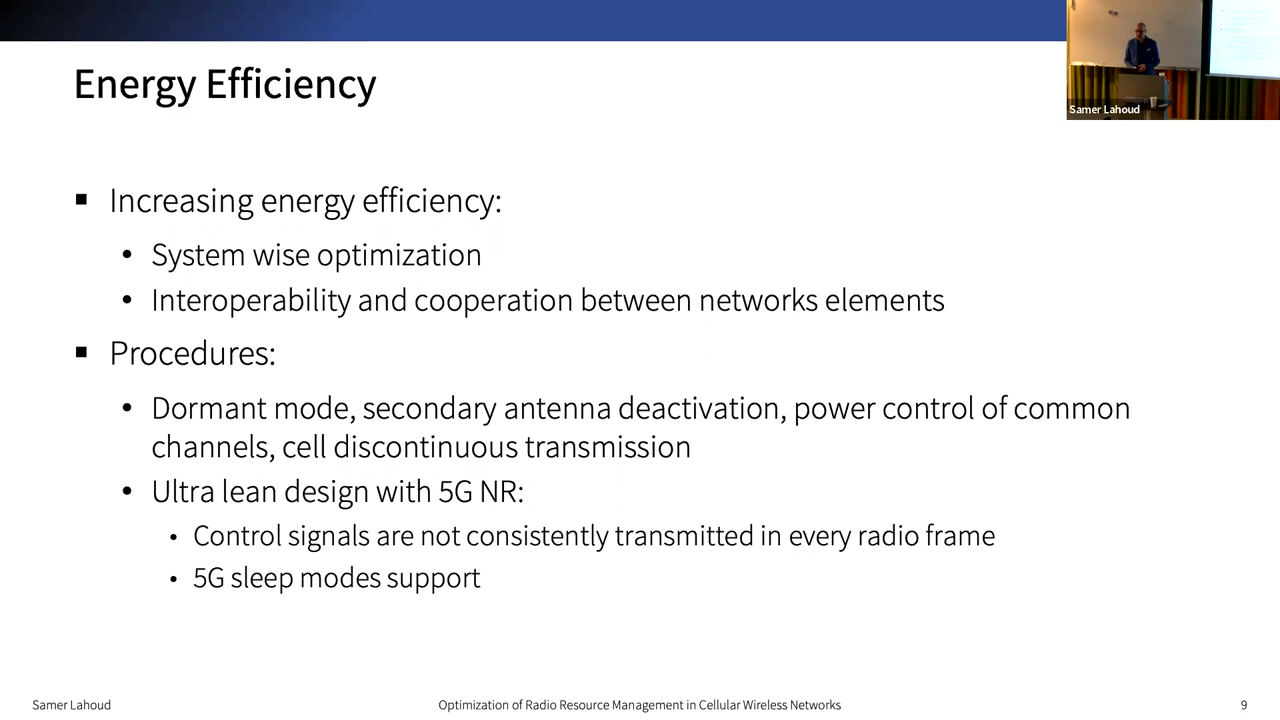 Energy Efficiency
Samer Lahoud
▪ Increasing energy efficiency:
• System wise optimization
• Interoperability and cooperation between networks elements
▪ Procedures:
• Dormant mode, secondary antenna deactivation, power control of common
channels, cell discontinuous transmission
• Ultra lean design with 5G NR:
• Control signals are not consistently transmitted in every radio frame
• 5G sleep modes support
Samer Lahoud
Optimization of Radio Resource Management in Cellular Wireless Networks
9